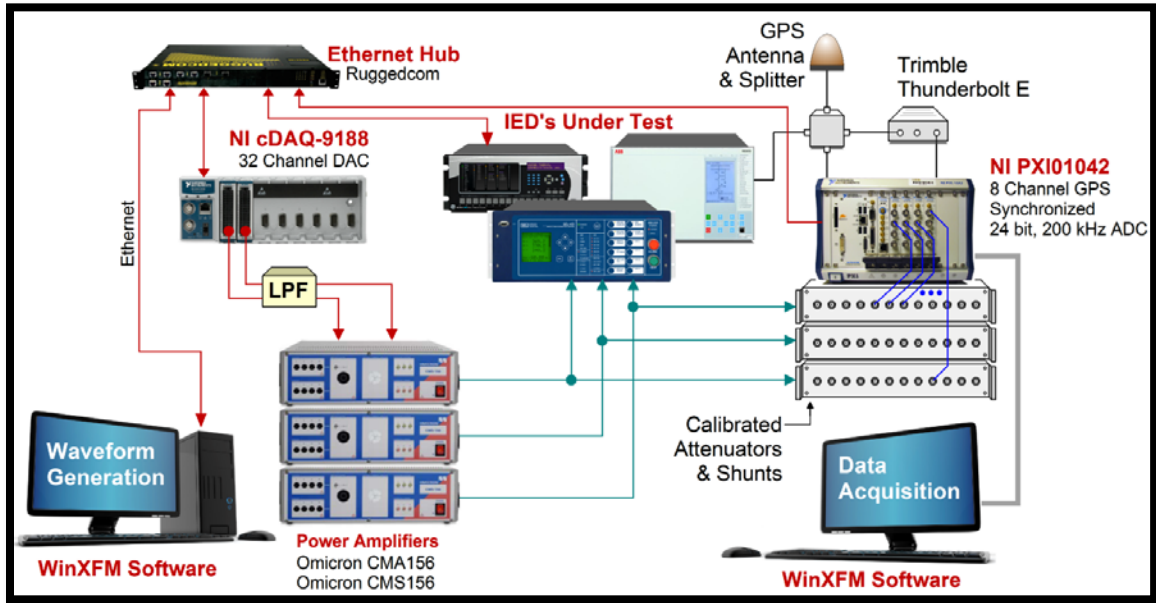 Ethernet Hub
Ruggedcom
GPS
Antenna
& Splitter
Trimble
Thunderbolt E
NI cDAQ-9188
32 Channel DAC
IED's Under Test
NI PXI01042
8 Channel GPS
Synchronized
24 bit, 200 kHz ADC
Ethernet
LPF
ABB
PXI
Calibrated
Attenuators
& Shunts
Waveform
Generation
Data
Acquisition
Power Amplifiers
Omicron CMA156
Omicron CMS156
WinXFM Software
WinXFM Software